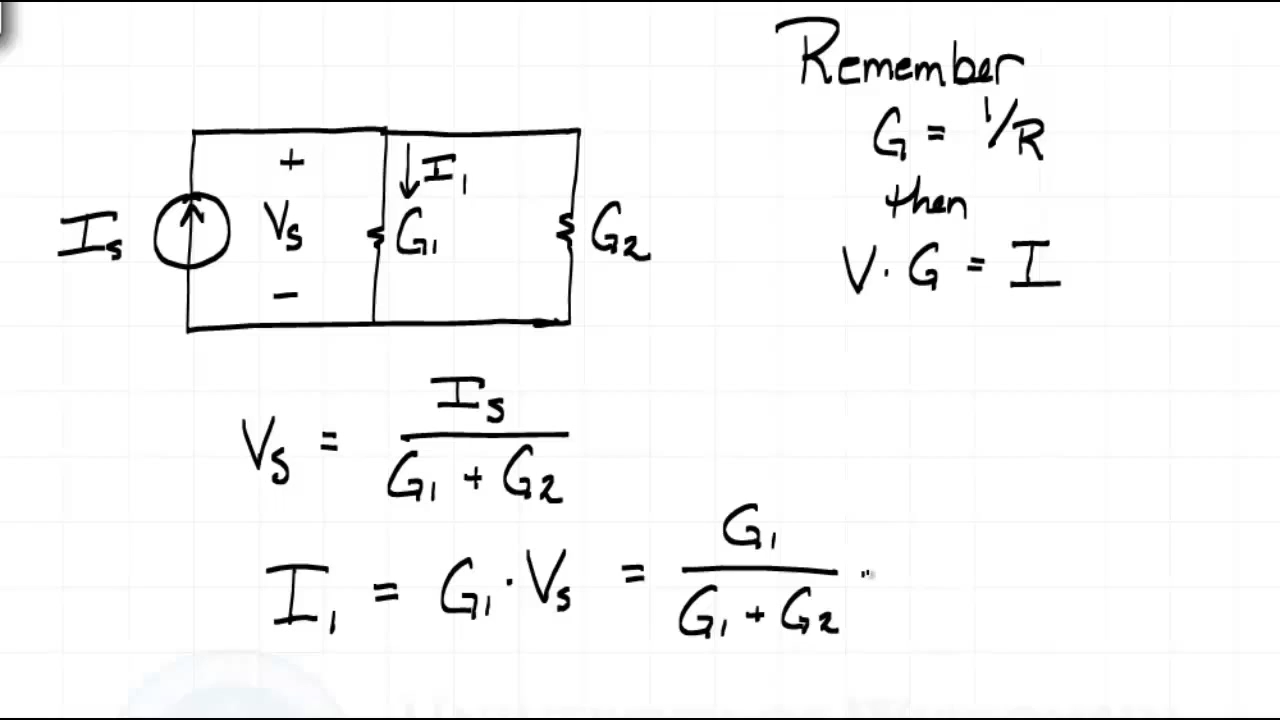 Remember
G = 1/R
then
V · G = I
Is
+
Vs
−
I1
G1
G2
Vs = Is / (G1 + G2)
I1 = G1 · Vs = G1 / (G1 + G2) ·